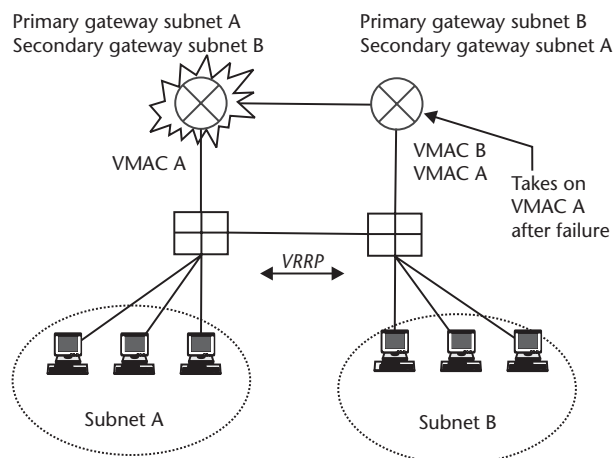 Primary gateway subnet A
Secondary gateway subnet B
Primary gateway subnet B
Secondary gateway subnet A
VMAC A
VMAC B
VMAC A
Takes on
VMAC A
after failure
VRRP
Subnet A
Subnet B